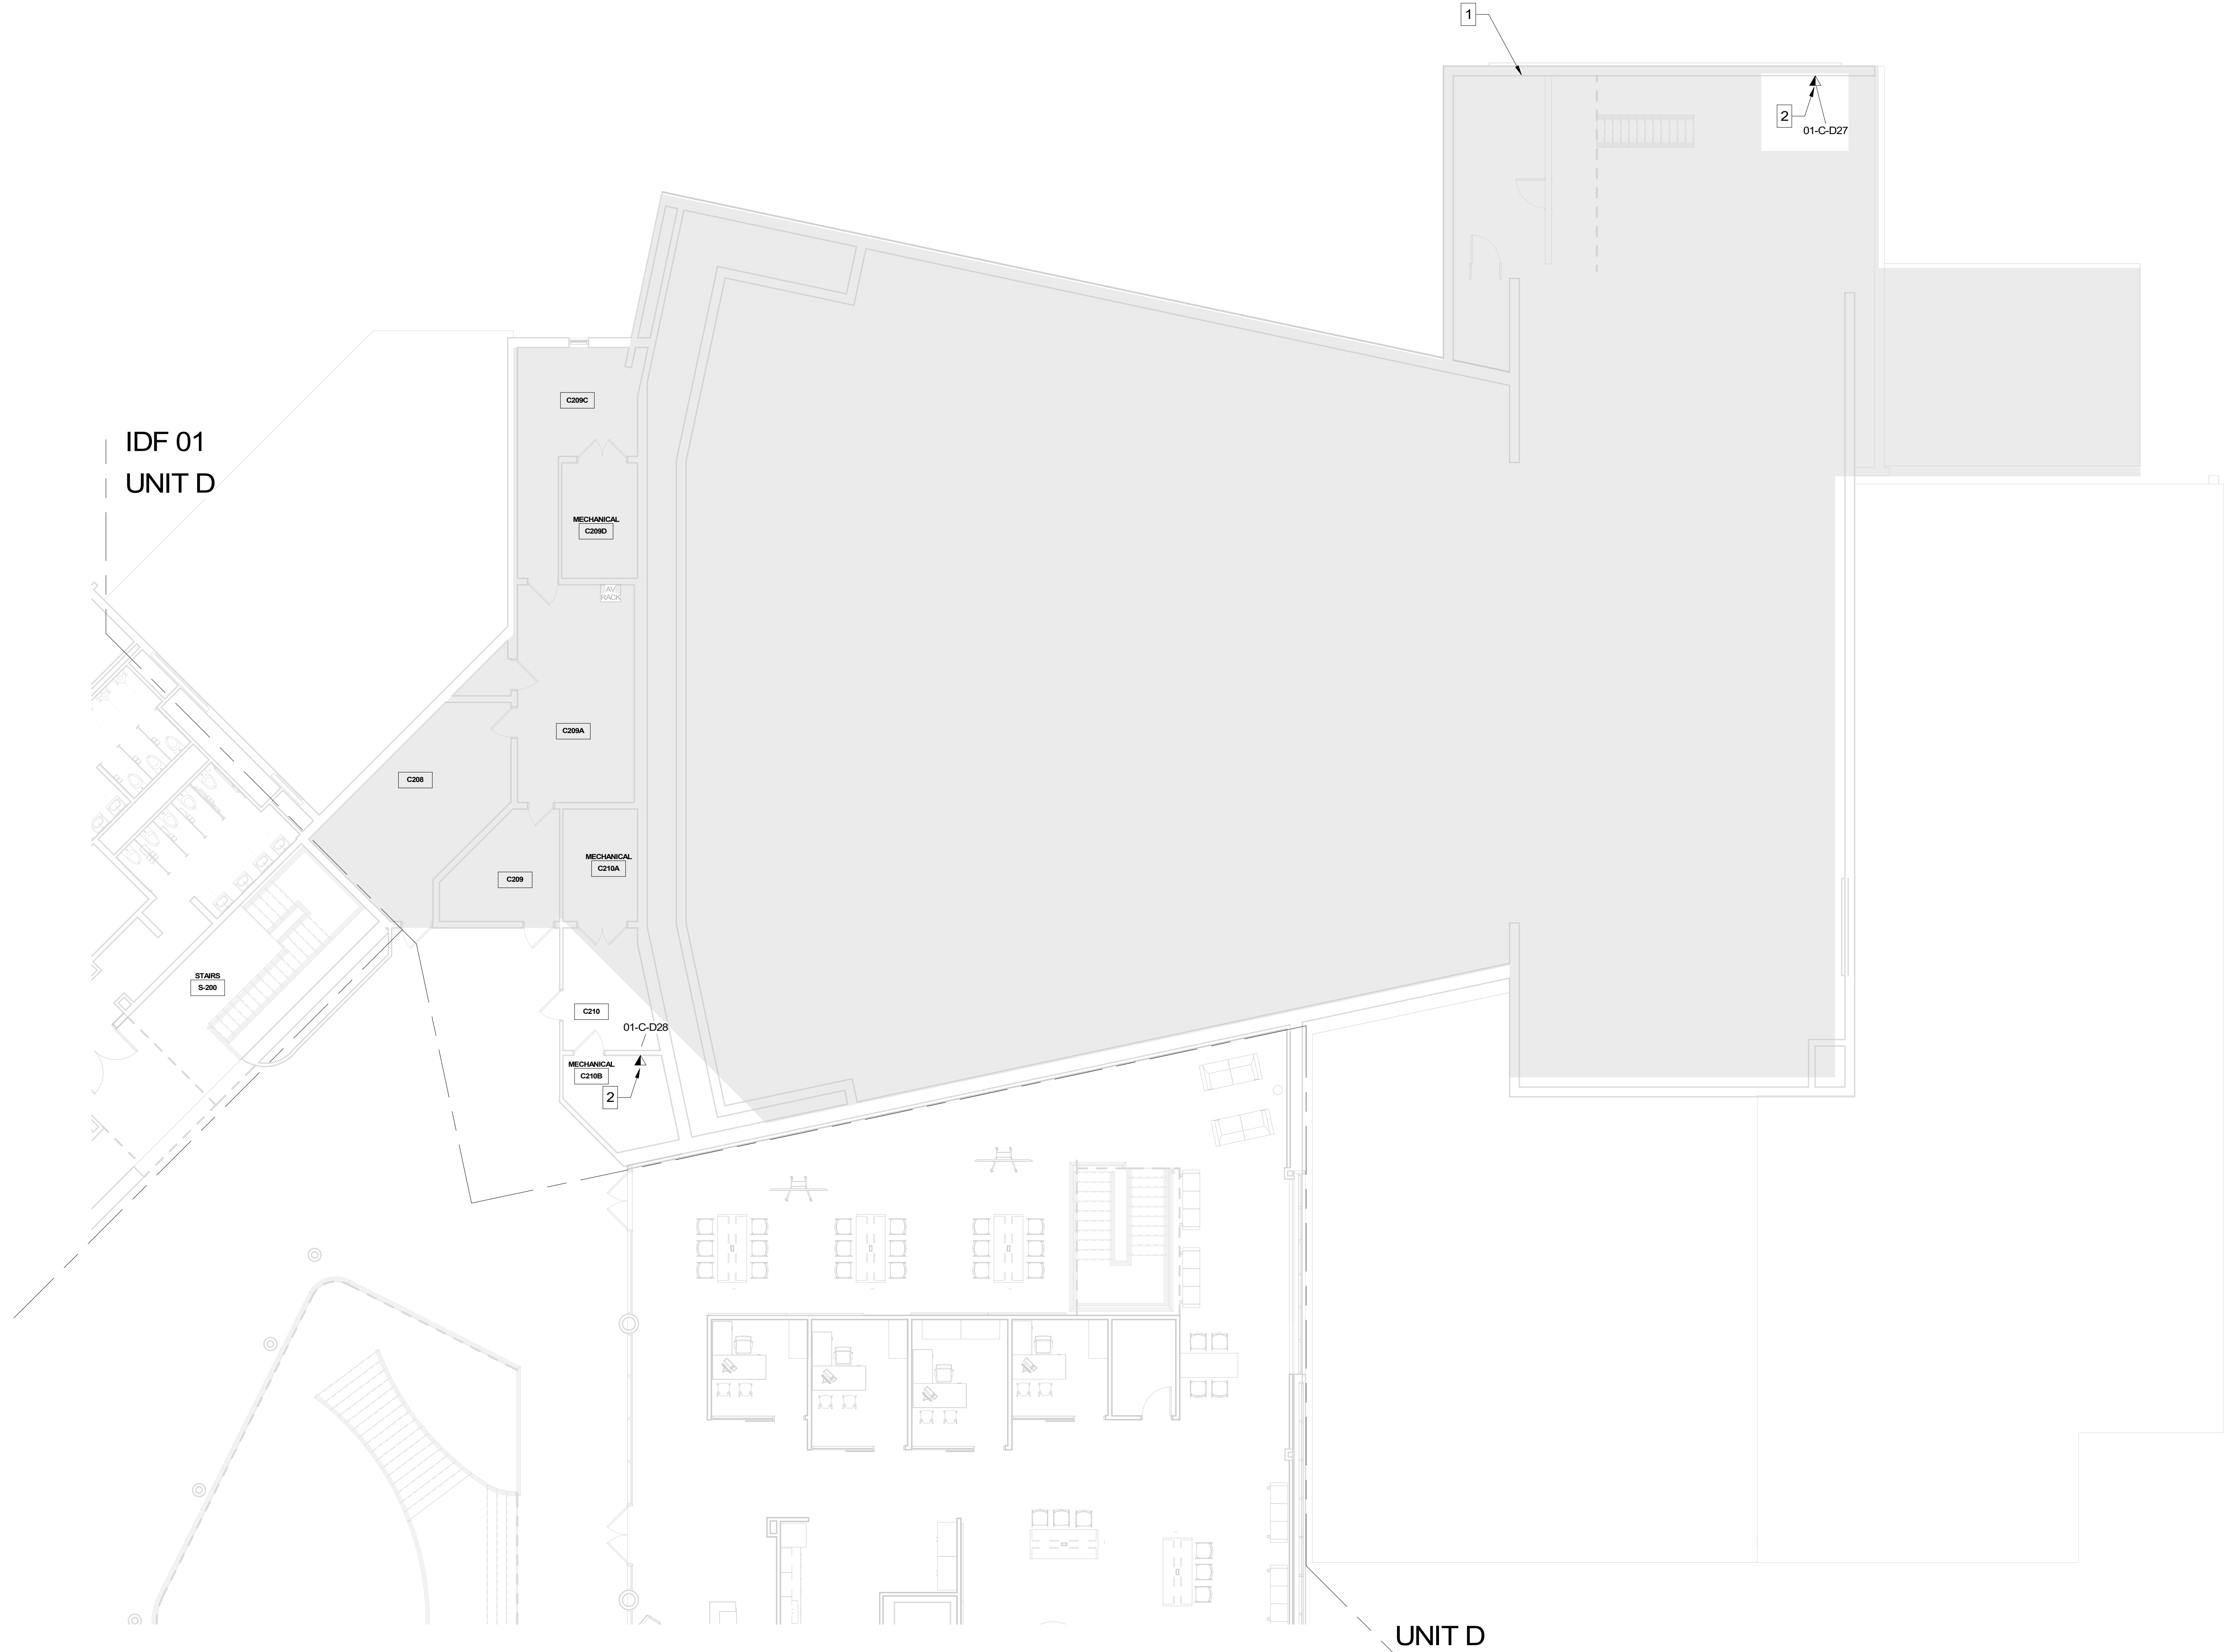 1
2
01-C-D27
C209C
IDF 01
UNIT D
MECHANICAL
C209D
AV
RACK
C209A
C208
MECHANICAL
C210A
C209
STAIRS
S-200
C210
01-C-D28
MECHANICAL
C210B
2
UNIT D